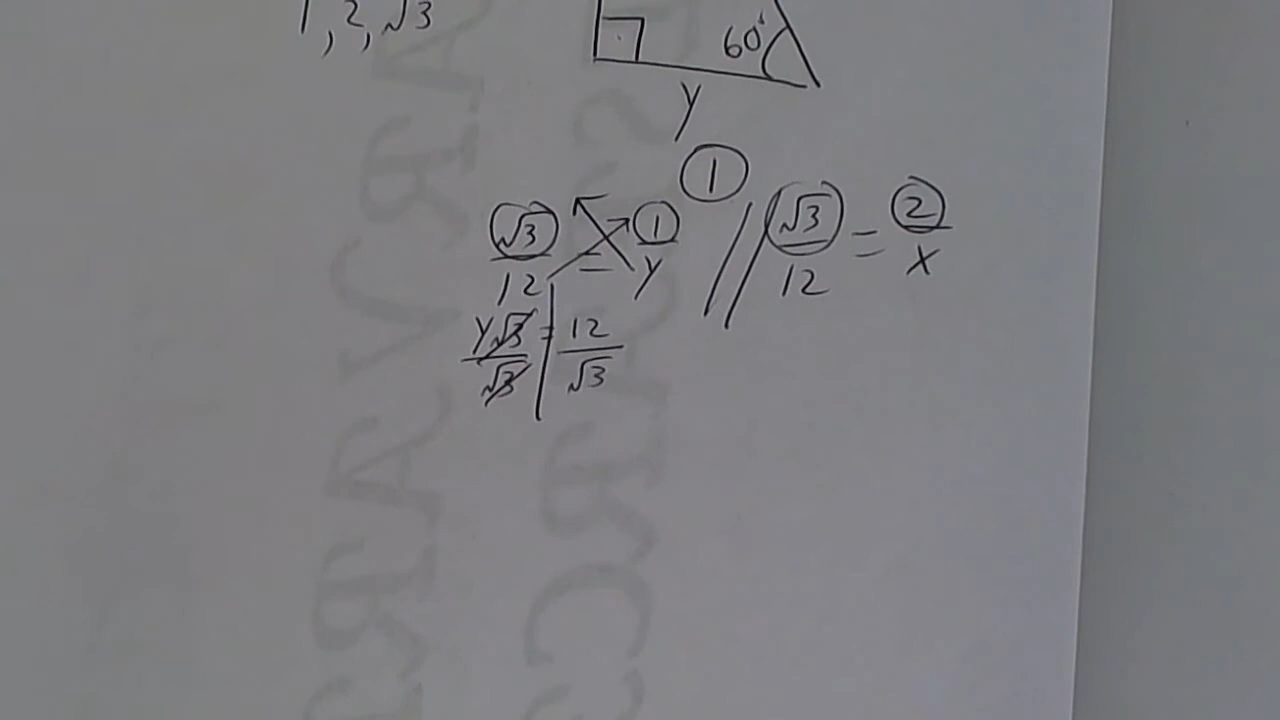 1, 2, √3
60°
y
1
√3/12 = 1/y // √3/12 = 2/x
y√3/√3 = 12/√3